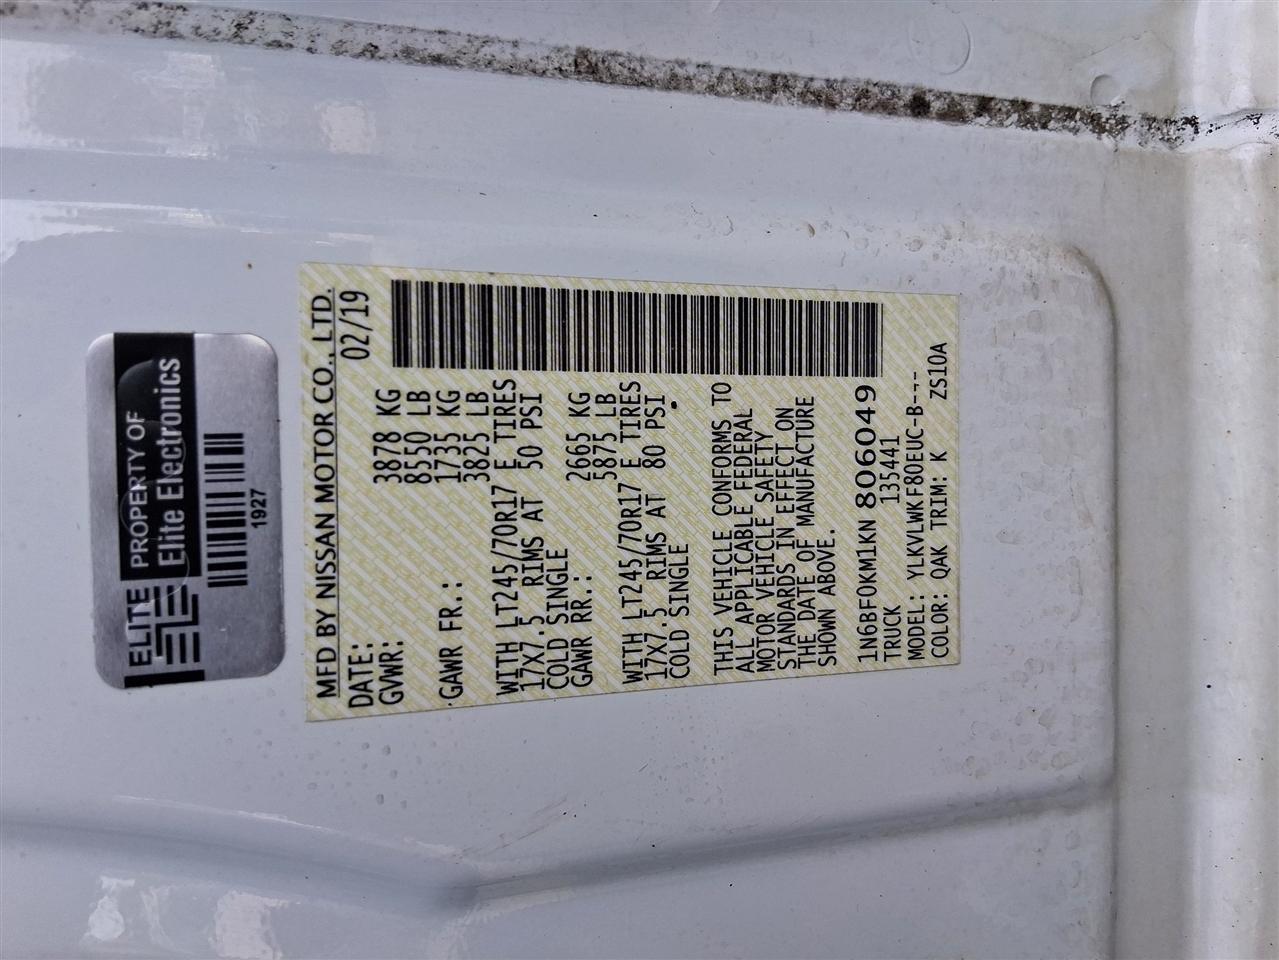 ELITE
PROPERTY OF
Elite Electronics
1927
MFD BY NISSAN MOTOR CO., LTD.
DATE: 02/19
GVWR: 3878 KG
8550 LB
GAWR FR.: 1735 KG
3825 LB
WITH LT245/70R17 E TIRES
17X7.5 RIMS AT 50 PSI
COLD SINGLE
GAWR RR.: 2665 KG
5875 LB
WITH LT245/70R17 E TIRES
17X7.5 RIMS AT 80 PSI
COLD SINGLE
THIS VEHICLE CONFORMS TO
ALL APPLICABLE FEDERAL
MOTOR VEHICLE SAFETY
STANDARDS IN EFFECT ON
THE DATE OF MANUFACTURE
SHOWN ABOVE.
1N6BF0KM1KN 806049
TRUCK 135441
MODEL: YLKVLWKF80EUC-B---
COLOR: QAK TRIM: K ZS10A